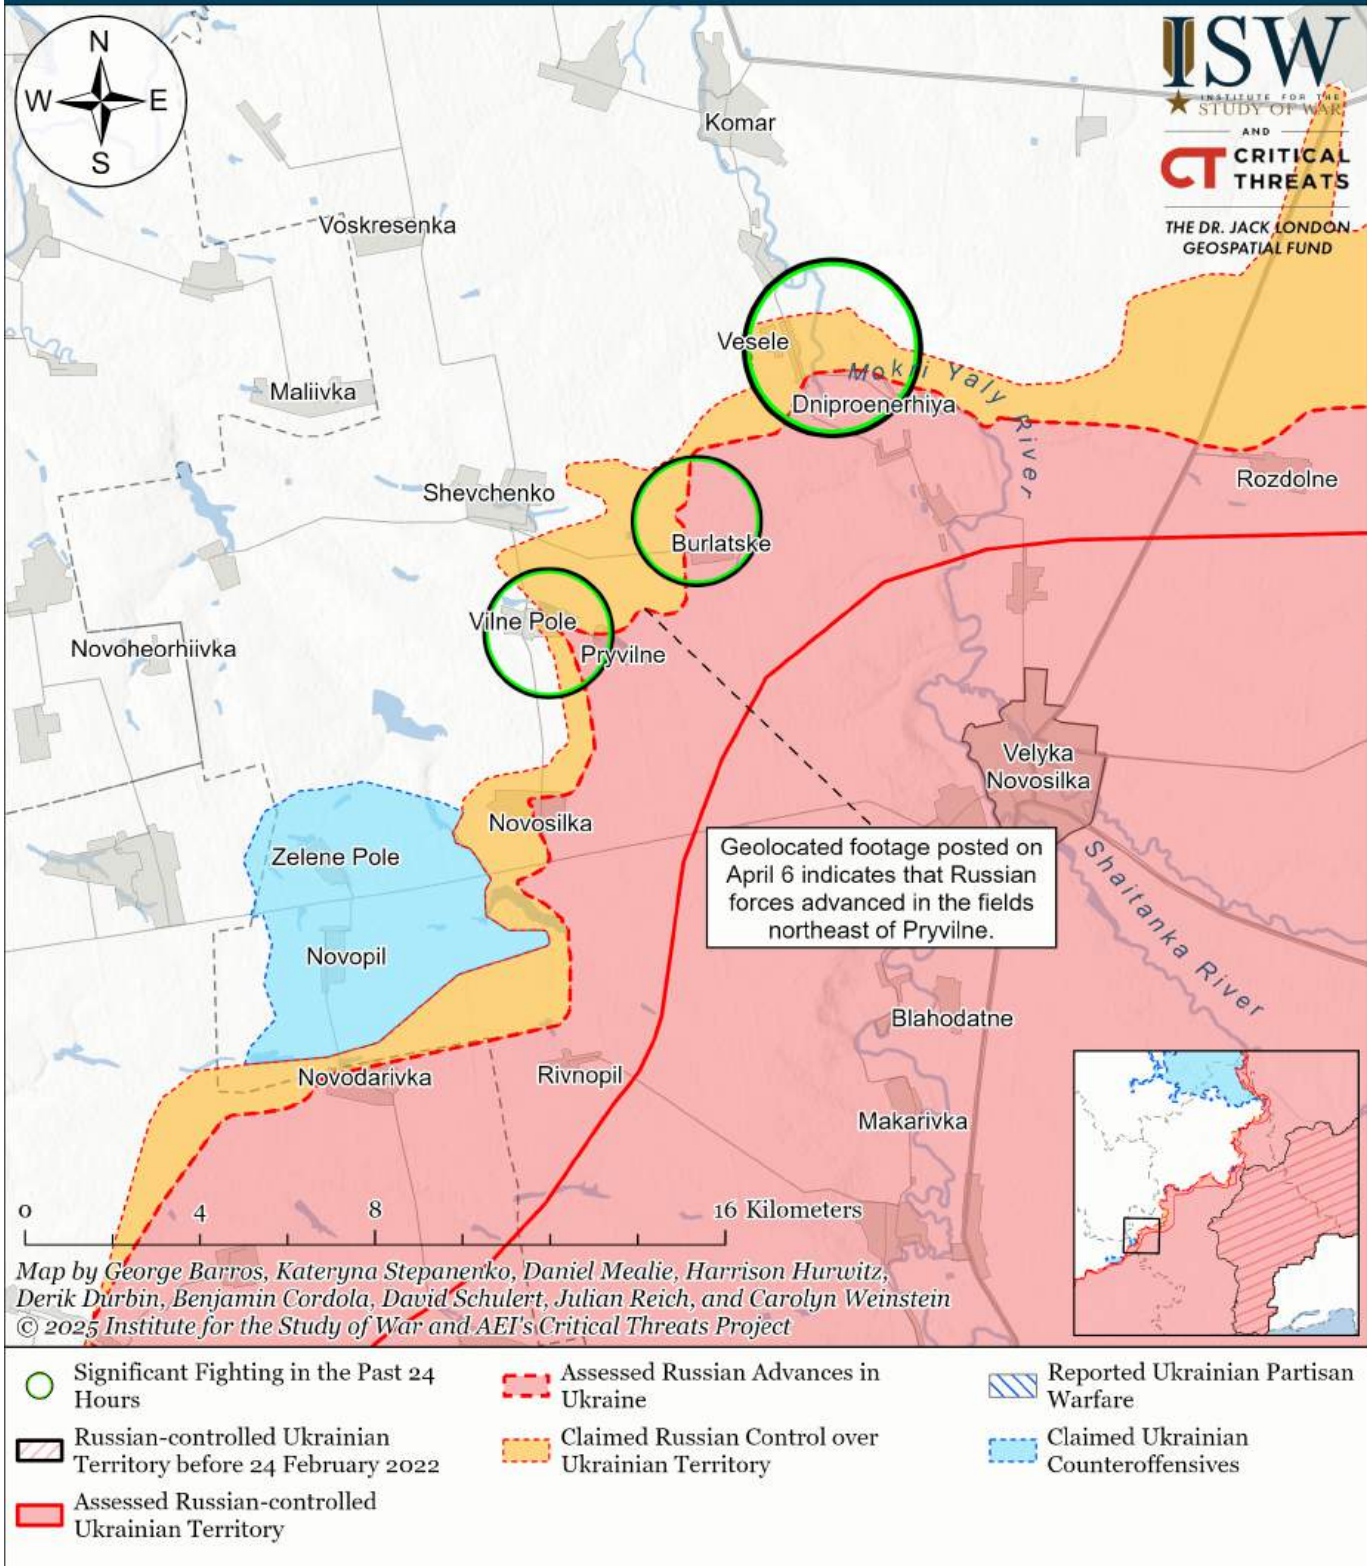 N
W
E
S
ISW
INSTITUTE FOR THE
STUDY OF WAR
AND
CT CRITICAL
THREATS
THE DR. JACK LONDON
GEOSPATIAL FUND
Komar
Voskresenka
Vesele
Mokri Yaly River
Maliivka
Dniproenerhiya
Shevchenko
Rozdolne
Burlatske
Vilne Pole
Novoheorhiivka
Pryvilne
Velyka
Novosilka
Novosilka
Geolocated footage posted on
April 6 indicates that Russian
forces advanced in the fields
northeast of Pryvilne.
Zelene Pole
Shaitanka River
Novopil
Blahodatne
Novodarivka
Rivnopil
Makarivka
0 4 8 16 Kilometers
Map by George Barros, Kateryna Stepanenko, Daniel Mealie, Harrison Hurwitz,
Derik Durbin, Benjamin Cordola, David Schulert, Julian Reich, and Carolyn Weinstein
© 2025 Institute for the Study of War and AEI's Critical Threats Project
Significant Fighting in the Past 24
Hours
Russian-controlled Ukrainian
Territory before 24 February 2022
Assessed Russian-controlled
Ukrainian Territory
Assessed Russian Advances in
Ukraine
Claimed Russian Control over
Ukrainian Territory
Reported Ukrainian Partisan
Warfare
Claimed Ukrainian
Counteroffensives